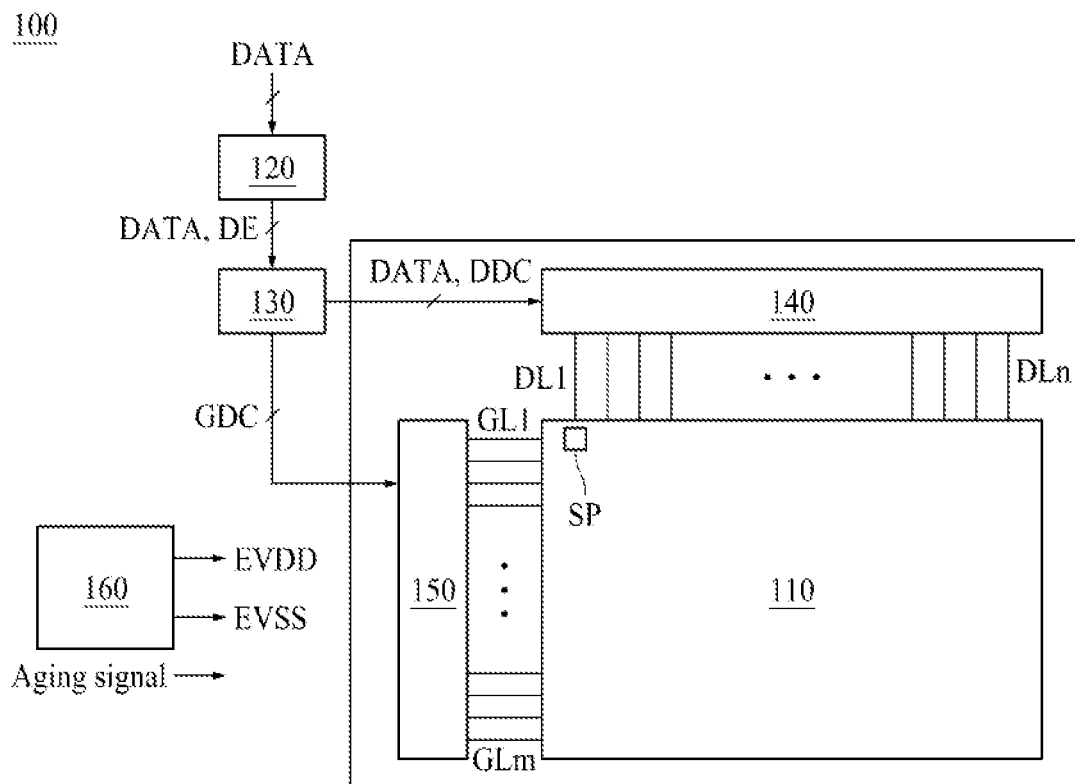 100
DATA
120
DATA, DE
130
DATA, DDC
140
DL1
DLn
GDC
GL1
SP
160
EVDD
EVSS
150
110
Aging signal
GLm